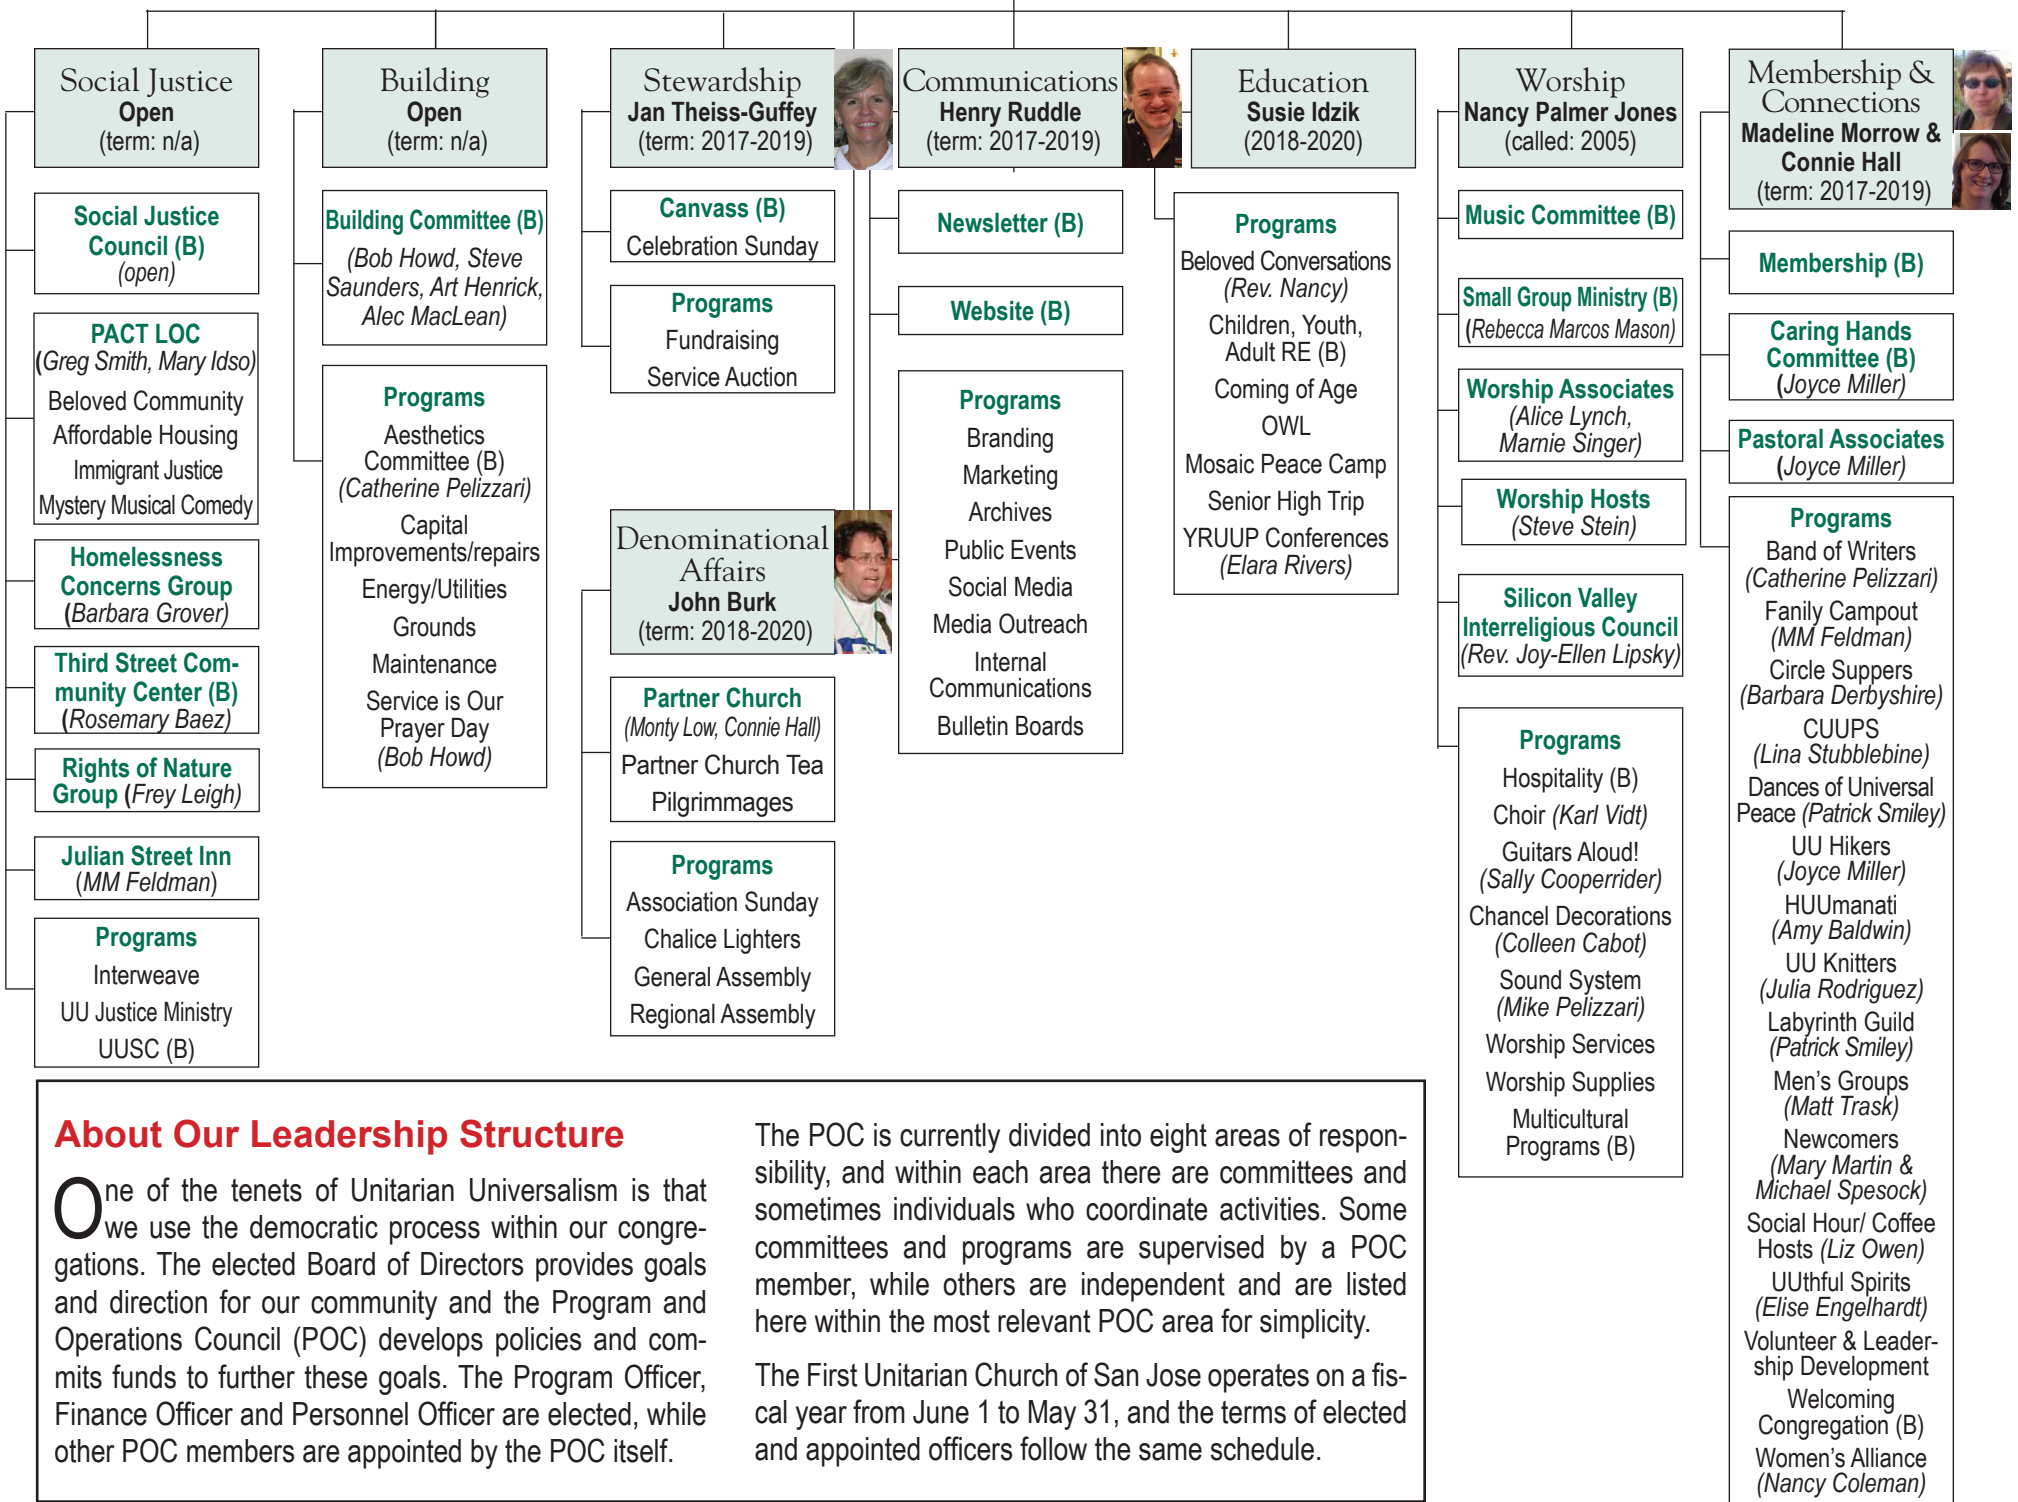 Social Justice
Open
(term: n/a)
Social Justice
Council (B)
(open)
PACT LOC
(Greg Smith, Mary Idso)
Beloved Community
Affordable Housing
Immigrant Justice
Mystery Musical Comedy
Homelessness
Concerns Group
(Barbara Grover)
Third Street Com-
munity Center (B)
(Rosemary Baez)
Rights of Nature
Group (Frey Leigh)
Julian Street Inn
(MM Feldman)
Programs
Interweave
UU Justice Ministry
UUSC (B)
Building
Open
(term: n/a)
Building Committee (B)
(Bob Howd, Steve
Saunders, Art Henrick,
Alec MacLean)
Programs
Aesthetics
Committee (B)
(Catherine Pelizzari)
Capital
Improvements/repairs
Energy/Utilities
Grounds
Maintenance
Service is Our
Prayer Day
(Bob Howd)
Stewardship
Jan Theiss-Guffey
(term: 2017-2019)
Canvass (B)
Celebration Sunday
Programs
Fundraising
Service Auction
Denominational
Affairs
John Burk
(term: 2018-2020)
Partner Church
(Monty Low, Connie Hall)
Partner Church Tea
Pilgrimmages
Programs
Association Sunday
Chalice Lighters
General Assembly
Regional Assembly
Communications
Henry Ruddle
(term: 2017-2019)
Newsletter (B)
Website (B)
Programs
Branding
Marketing
Archives
Public Events
Social Media
Media Outreach
Internal
Communications
Bulletin Boards
Education
Susie Idzik
(2018-2020)
Programs
Beloved Conversations
(Rev. Nancy)
Children, Youth,
Adult RE (B)
Coming of Age
OWL
Mosaic Peace Camp
Senior High Trip
YRUUP Conferences
(Elara Rivers)
Worship
Nancy Palmer Jones
(called: 2005)
Music Committee (B)
Small Group Ministry (B)
(Rebecca Marcos Mason)
Worship Associates
(Alice Lynch,
Marnie Singer)
Worship Hosts
(Steve Stein)
Silicon Valley
Interreligious Council
(Rev. Joy-Ellen Lipsky)
Programs
Hospitality (B)
Choir (Karl Vidt)
Guitars Aloud!
(Sally Cooperrider)
Chancel Decorations
(Colleen Cabot)
Sound System
(Mike Pelizzari)
Worship Services
Worship Supplies
Multicultural
Programs (B)
Membership &
Connections
Madeline Morrow &
Connie Hall
(term: 2017-2019)
Membership (B)
Caring Hands
Committee (B)
(Joyce Miller)
Pastoral Associates
(Joyce Miller)
Programs
Band of Writers
(Catherine Pelizzari)
Fanily Campout
(MM Feldman)
Circle Suppers
(Barbara Derbyshire)
CUUPS
(Lina Stubblebine)
Dances of Universal
Peace (Patrick Smiley)
UU Hikers
(Joyce Miller)
HUUmanati
(Amy Baldwin)
UU Knitters
(Julia Rodriguez)
Labyrinth Guild
(Patrick Smiley)
Men's Groups
(Matt Trask)
Newcomers
(Mary Martin &
Michael Spesock)
Social Hour/ Coffee
Hosts (Liz Owen)
UUthful Spirits
(Elise Engelhardt)
Volunteer & Leader-
ship Development
Welcoming
Congregation (B)
Women's Alliance
(Nancy Coleman)
About Our Leadership Structure
One of the tenets of Unitarian Universalism is that
we use the democratic process within our congre-
gations. The elected Board of Directors provides goals
and direction for our community and the Program and
Operations Council (POC) develops policies and com-
mits funds to further these goals. The Program Officer,
Finance Officer and Personnel Officer are elected, while
other POC members are appointed by the POC itself.
The POC is currently divided into eight areas of respon-
sibility, and within each area there are committees and
sometimes individuals who coordinate activities. Some
committees and programs are supervised by a POC
member, while others are independent and are listed
here within the most relevant POC area for simplicity.
The First Unitarian Church of San Jose operates on a fis-
cal year from June 1 to May 31, and the terms of elected
and appointed officers follow the same schedule.